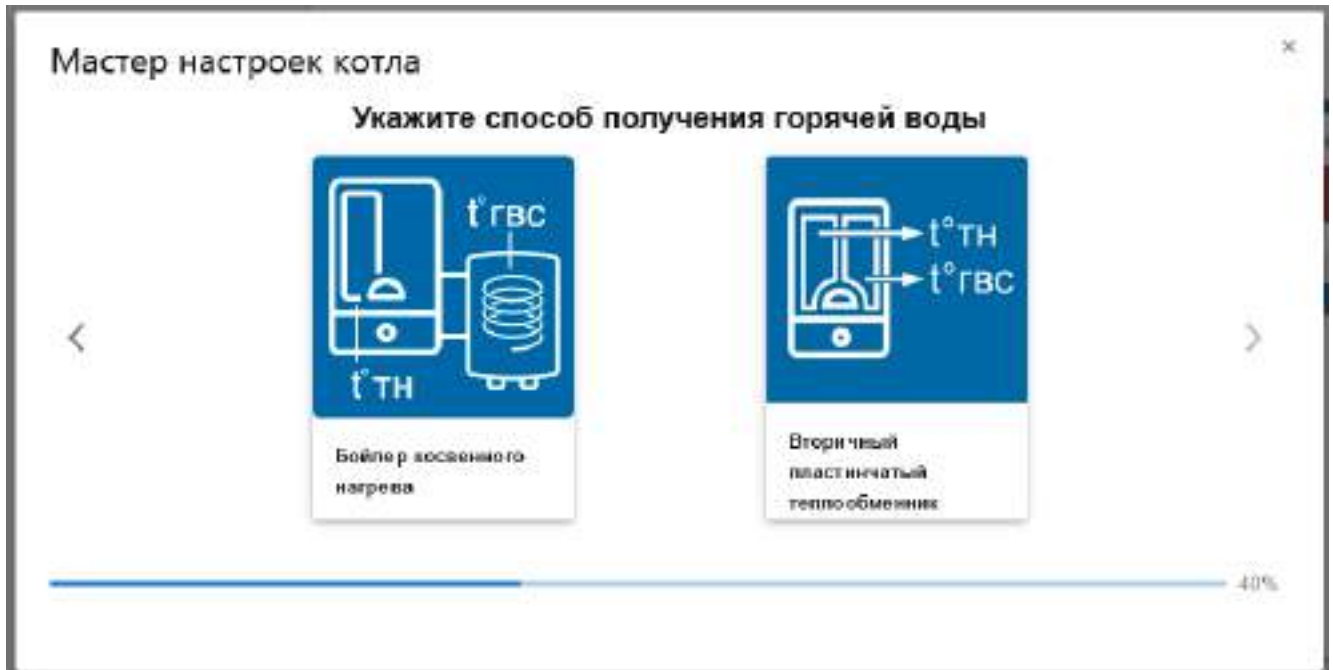 Мастер настроек котла
×
Укажите способ получения горячей воды
t°ГВС
t°ТН
t°ТН
t°ГВС
Бойлер косвенного
нагрева
Вторичный
пластинчатый
теплообменник
40%